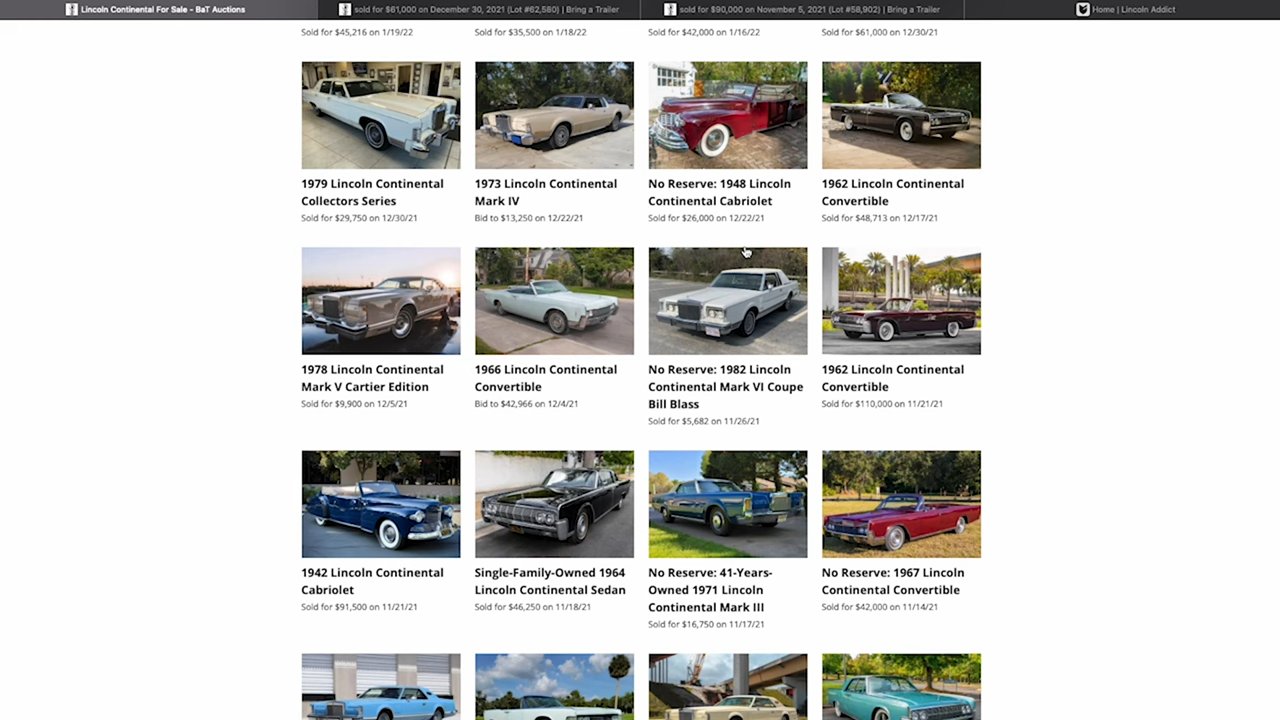 Lincoln Continental For Sale - BaT Auctions
sold for $61,000 on December 30, 2021 (Lot #62,580) | Bring a Trailer
sold for $90,000 on November 5, 2021 (Lot #58,902) | Bring a Trailer
Home | Lincoln Addict
Sold for $45,216 on 1/19/22
Sold for $35,500 on 1/18/22
Sold for $42,000 on 1/16/22
Sold for $61,000 on 12/30/21
1979 Lincoln Continental
Collectors Series
Sold for $29,750 on 12/30/21
1973 Lincoln Continental
Mark IV
Bid to $13,250 on 12/22/21
No Reserve: 1948 Lincoln
Continental Cabriolet
Sold for $26,000 on 12/22/21
1962 Lincoln Continental
Convertible
Sold for $48,713 on 12/17/21
1978 Lincoln Continental
Mark V Cartier Edition
Sold for $9,900 on 12/5/21
1966 Lincoln Continental
Convertible
Bid to $42,966 on 12/4/21
No Reserve: 1982 Lincoln
Continental Mark VI Coupe
Bill Blass
Sold for $5,682 on 11/26/21
1962 Lincoln Continental
Convertible
Sold for $110,000 on 11/21/21
1942 Lincoln Continental
Cabriolet
Sold for $91,500 on 11/21/21
Single-Family-Owned 1964
Lincoln Continental Sedan
Sold for $46,250 on 11/18/21
No Reserve: 41-Years-
Owned 1971 Lincoln
Continental Mark III
Sold for $16,750 on 11/17/21
No Reserve: 1967 Lincoln
Continental Convertible
Sold for $42,000 on 11/14/21